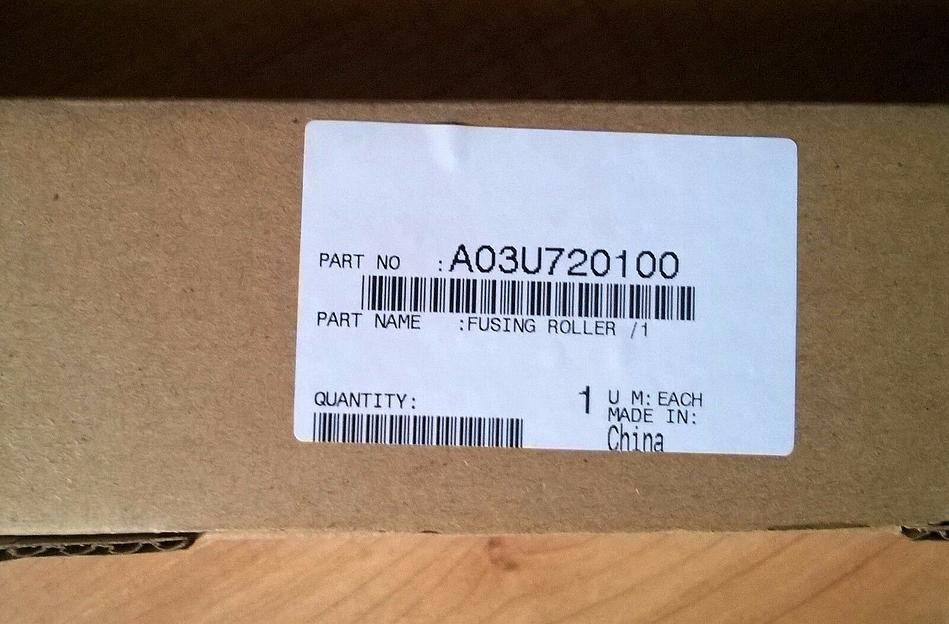 PART NO :A03U720100
PART NAME :FUSING ROLLER /1
QUANTITY: 1 U M: EACH
MADE IN:
China